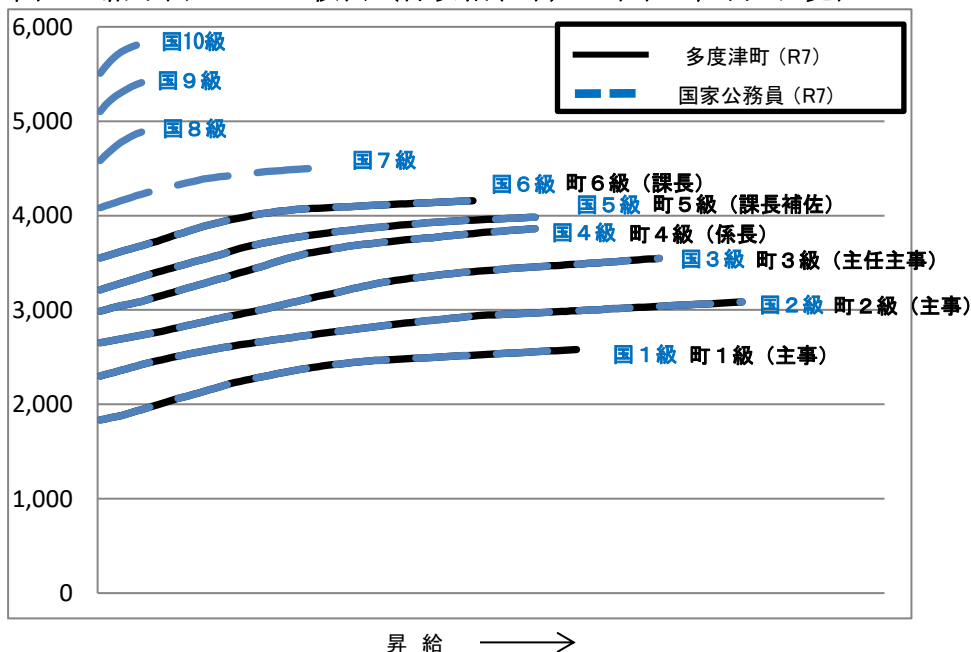 6,000
5,000
4,000
3,000
2,000
1,000
0
国10級
国９級
国８級
国７級
国６級 町６級（課長）
国５級 町５級（課長補佐）
国４級 町４級（係長）
国３級 町３級（主任主事）
国２級 町２級（主事）
国１級 町１級（主事）
多度津町（R7）
国家公務員（R7）
昇 給